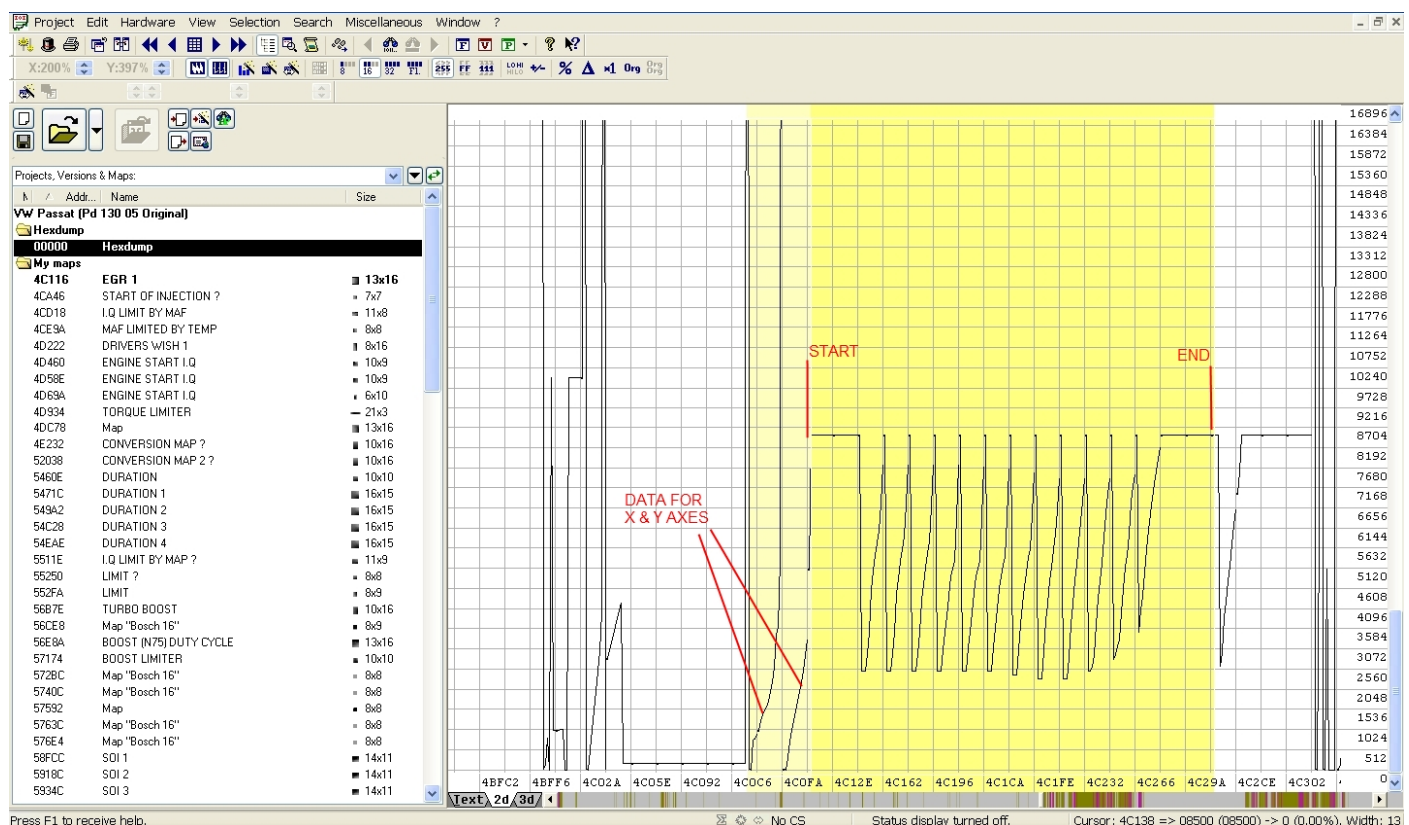 Project Edit Hardware View Selection Search Miscellaneous Window ?
X:200% Y:397% 8 16 32 Fl. 255 FF 111 LOHI HILO +/- % Δ ×1 Org Org
Projects, Versions & Maps:
Addr... Name Size
VW Passat (Pd 130 05 Original)
Hexdump
00000 Hexdump
My maps
4C116 EGR 1 13x16
4CA46 START OF INJECTION ? 7x7
4CD18 I.Q LIMIT BY MAF 11x8
4CE9A MAF LIMITED BY TEMP 8x8
4D222 DRIVERS WISH 1 8x16
4D460 ENGINE START I.Q 10x9
4D58E ENGINE START I.Q 10x9
4D69A ENGINE START I.Q 6x10
4D934 TORQUE LIMITER 21x3
4DC78 Map 13x16
4E232 CONVERSION MAP ? 10x16
52038 CONVERSION MAP 2 ? 10x16
5460E DURATION 10x10
5471C DURATION 1 16x15
549A2 DURATION 2 16x15
54C28 DURATION 3 16x15
54EAE DURATION 4 16x15
5511E I.Q LIMIT BY MAP ? 11x9
55250 LIMIT ? 8x8
552FA LIMIT 8x9
56B7E TURBO BOOST 10x16
56CE8 Map "Bosch 16" 8x9
56E8A BOOST (N75) DUTY CYCLE 13x16
57174 BOOST LIMITER 10x10
572BC Map "Bosch 16" 8x8
5740C Map "Bosch 16" 8x8
57592 Map 8x8
5763C Map "Bosch 16" 8x8
576E4 Map "Bosch 16" 8x8
58FCC SOI 1 14x11
5918C SOI 2 14x11
5934C SOI 3 14x11
START
END
DATA FOR
X & Y AXES
16896
16384
15872
15360
14848
14336
13824
13312
12800
12288
11776
11264
10752
10240
9728
9216
8704
8192
7680
7168
6656
6144
5632
5120
4608
4096
3584
3072
2560
2048
1536
1024
512
0
4BFC2 4BFF6 4C02A 4C05E 4C092 4C0C6 4C0FA 4C12E 4C162 4C196 4C1CA 4C1FE 4C232 4C266 4C29A 4C2CE 4C302
Text 2d 3d
Press F1 to receive help. No CS Status display turned off. Cursor: 4C138 => 08500 (08500) -> 0 (0.00%), Width: 13